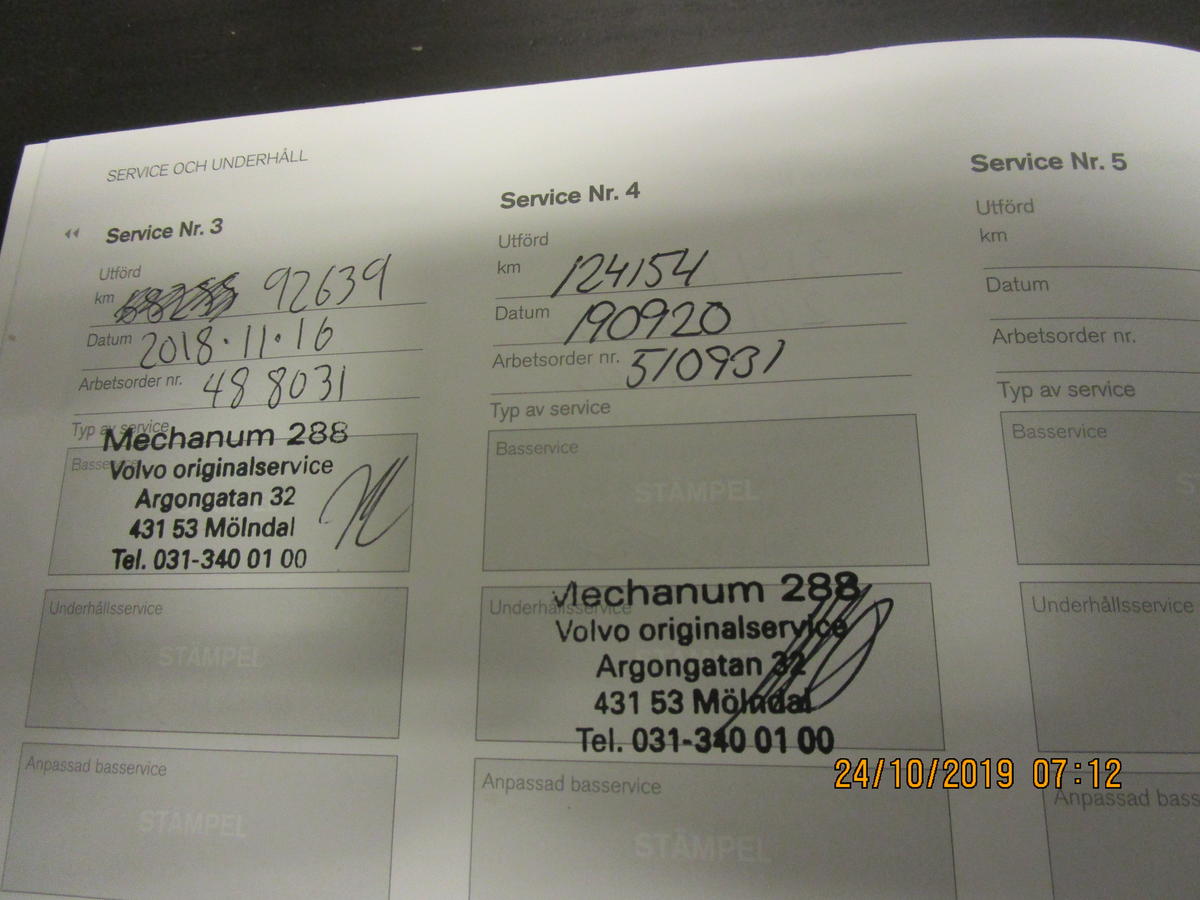 SERVICE OCH UNDERHÅLL
Service Nr. 3
Utförd
km 92639
Datum 2018.11.16
Arbetsorder nr. 488031
Typ av service
Basservice
Mechanum 288
Volvo originalservice
Argongatan 32
431 53 Mölndal
Tel. 031-340 01 00
Underhållsservice
STÄMPEL
Anpassad basservice
STÄMPEL
Service Nr. 4
Utförd
km 124154
Datum 190920
Arbetsorder nr. 510931
Typ av service
Basservice
STÄMPEL
Underhållsservice
Mechanum 288
Volvo originalservice
Argongatan 32
431 53 Mölndal
Tel. 031-340 01 00
Anpassad basservice
STÄMPEL
Service Nr. 5
Utförd
km
Datum
Arbetsorder nr.
Typ av service
Basservice
Underhållsservice
Anpassad bass
24/10/2019 07:12